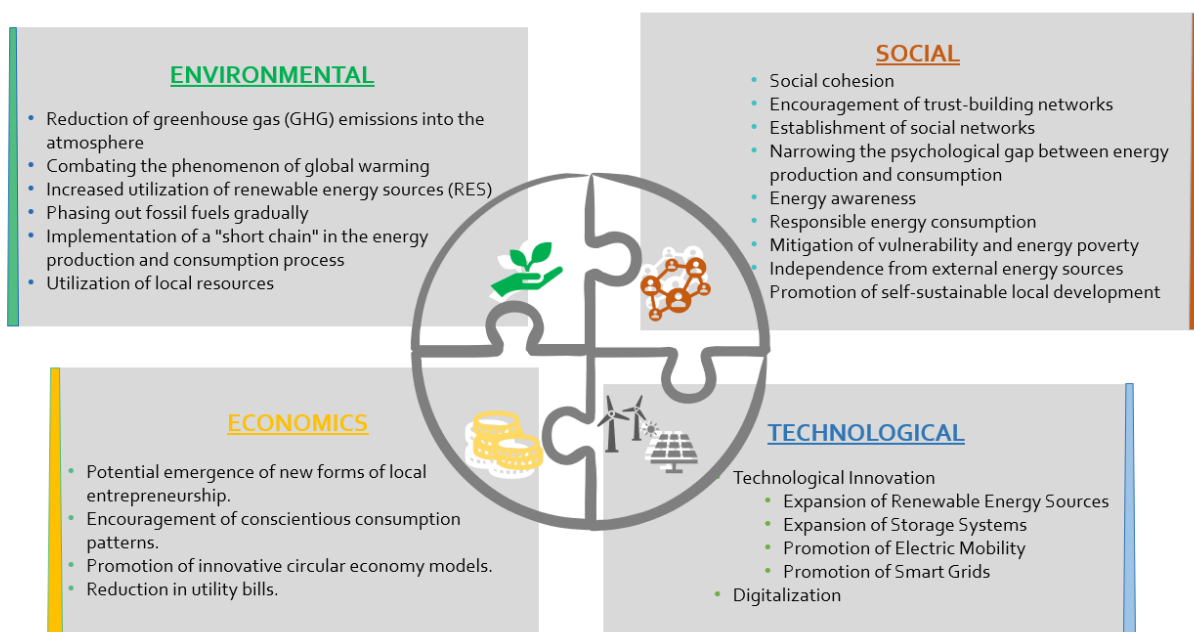 ENVIRONMENTAL
• Reduction of greenhouse gas (GHG) emissions into the
atmosphere
• Combating the phenomenon of global warming
• Increased utilization of renewable energy sources (RES)
• Phasing out fossil fuels gradually
• Implementation of a "short chain" in the energy
production and consumption process
• Utilization of local resources
SOCIAL
• Social cohesion
• Encouragement of trust-building networks
• Establishment of social networks
• Narrowing the psychological gap between energy
production and consumption
• Energy awareness
• Responsible energy consumption
• Mitigation of vulnerability and energy poverty
• Independence from external energy sources
Promotion of self-sustainable local development
ECONOMICS
• Potential emergence of new forms of local
entrepreneurship.
• Encouragement of conscientious consumption
patterns.
• Promotion of innovative circular economy models.
• Reduction in utility bills.
TECHNOLOGICAL
• Technological Innovation
• Expansion of Renewable Energy Sources
• Expansion of Storage Systems
• Promotion of Electric Mobility
• Promotion of Smart Grids
• Digitalization